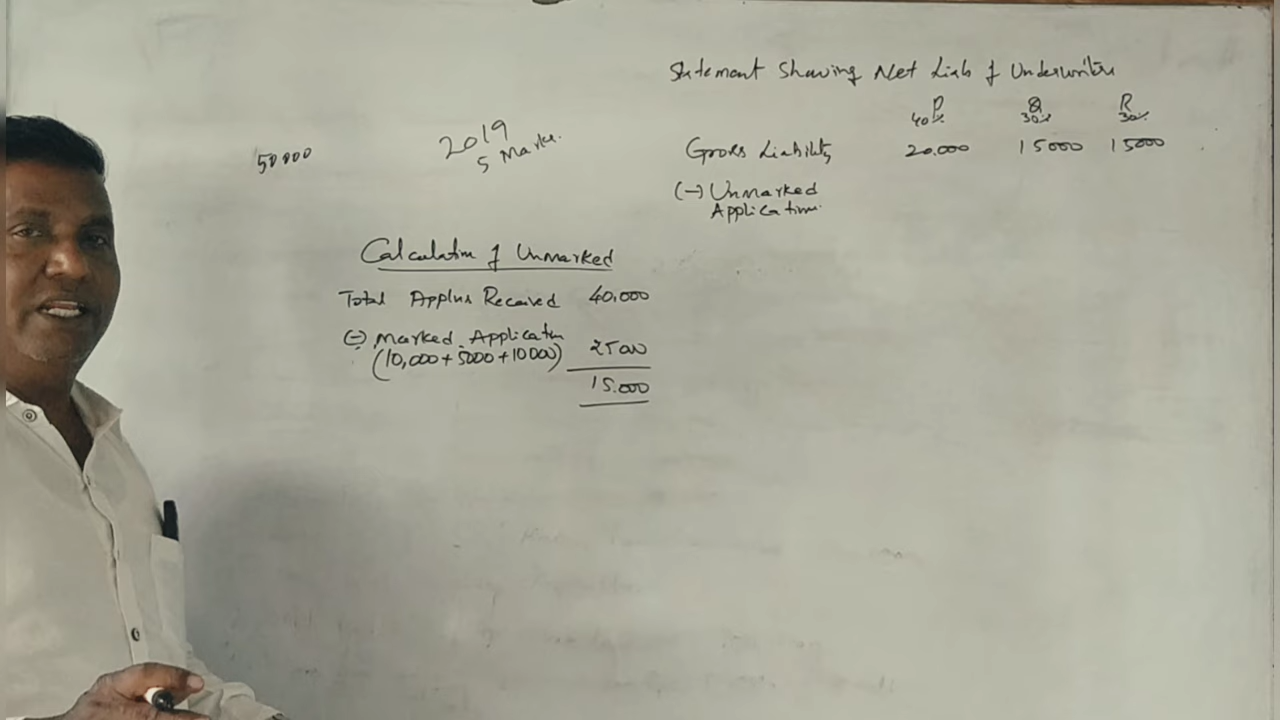 Statement Showing Net Liab of Underwriters
P Q R
40% 30% 30%
50000
2019
5 Marks.
Gross Liability 20.000 15000 15000
(-) Unmarked
Application.
Calculation of Unmarked
Total Applns Received 40,000
(-) Marked Application
(10,000+5000+10000) 25000
15.000